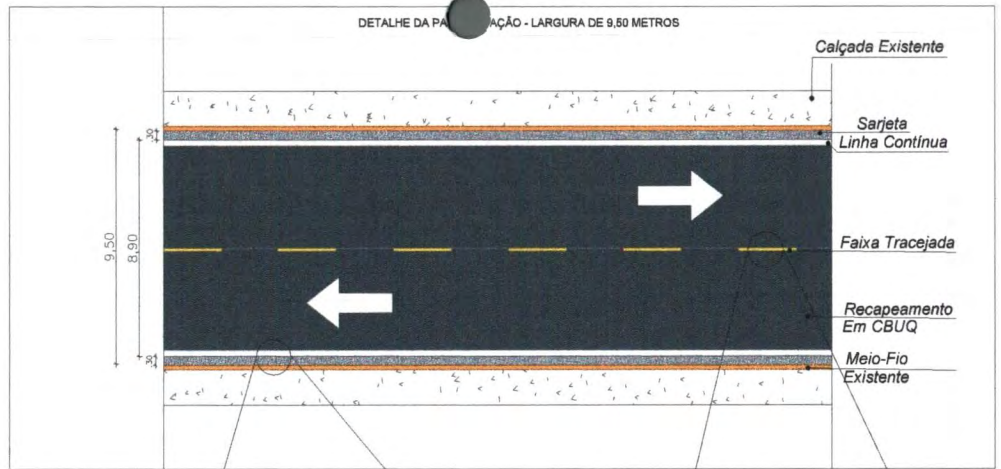 DETALHE DA PA AÇÃO - LARGURA DE 9,50 METROS
Calçada Existente
Sarjeta
Linha Contínua
Faixa Tracejada
Recapeamento
Em CBUQ
Meio-Fio
Existente
9,50
8,90
30
30